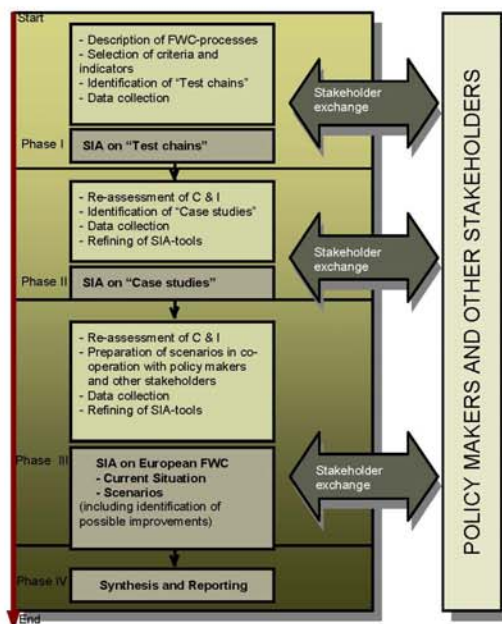 Start
- Description of FWC-processes
- Selection of criteria and
indicators
- Identification of "Test chains"
- Data collection
Phase I
SIA on "Test chains"
Stakeholder
exchange
- Re-assessment of C & I
- Identification of "Case studies"
- Data collection
- Refining of SIA-tools
Phase II
SIA on "Case studies"
Stakeholder
exchange
- Re-assessment of C & I
- Preparation of scenarios in co-
operation with policy makers
and other stakeholders
- Data collection
- Refining of SIA-tools
Phase III
SIA on European FWC
- Current Situation
- Scenarios
(including identification of
possible improvements)
Stakeholder
exchange
Phase IV
Synthesis and Reporting
End
POLICY MAKERS AND OTHER STAKEHOLDERS